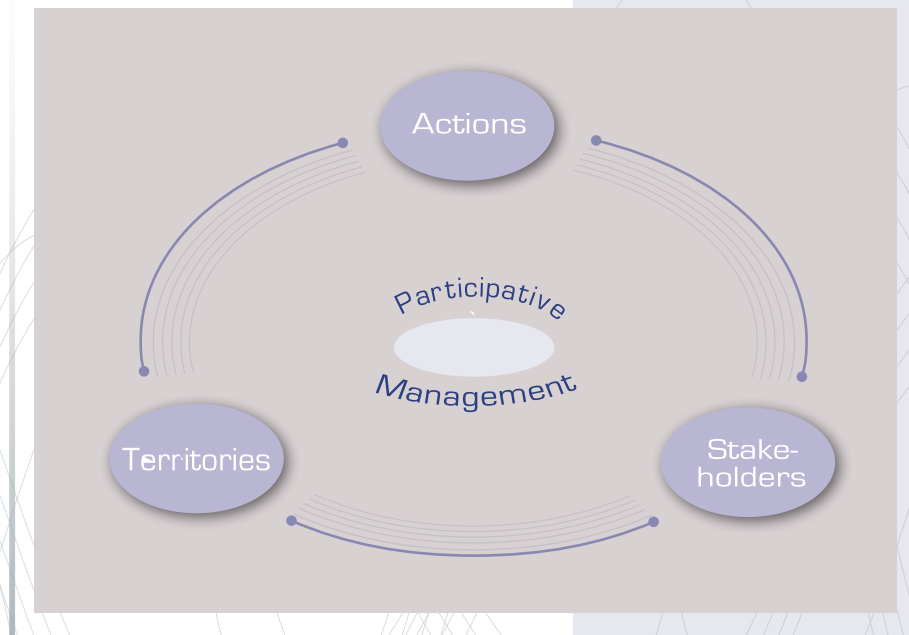 Actions
Participative
Management
Territories
Stake-
holders